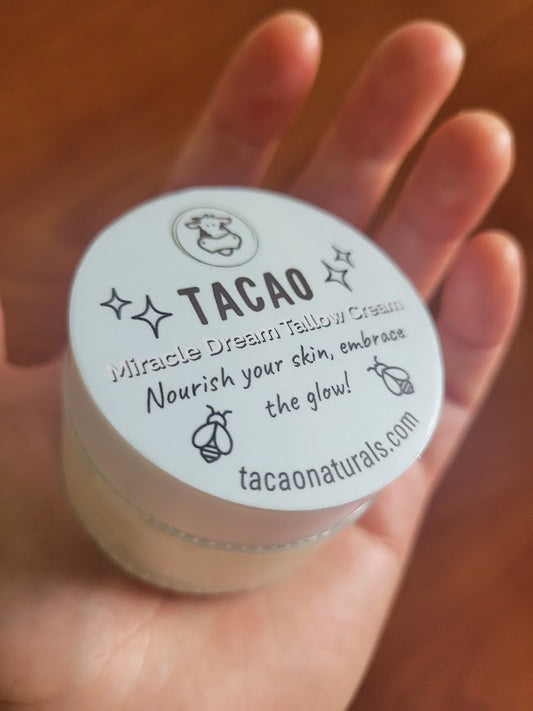 TACAO
Miracle Dream Tallow Cream
Nourish your skin, embrace
the glow!
tacaonaturals.com